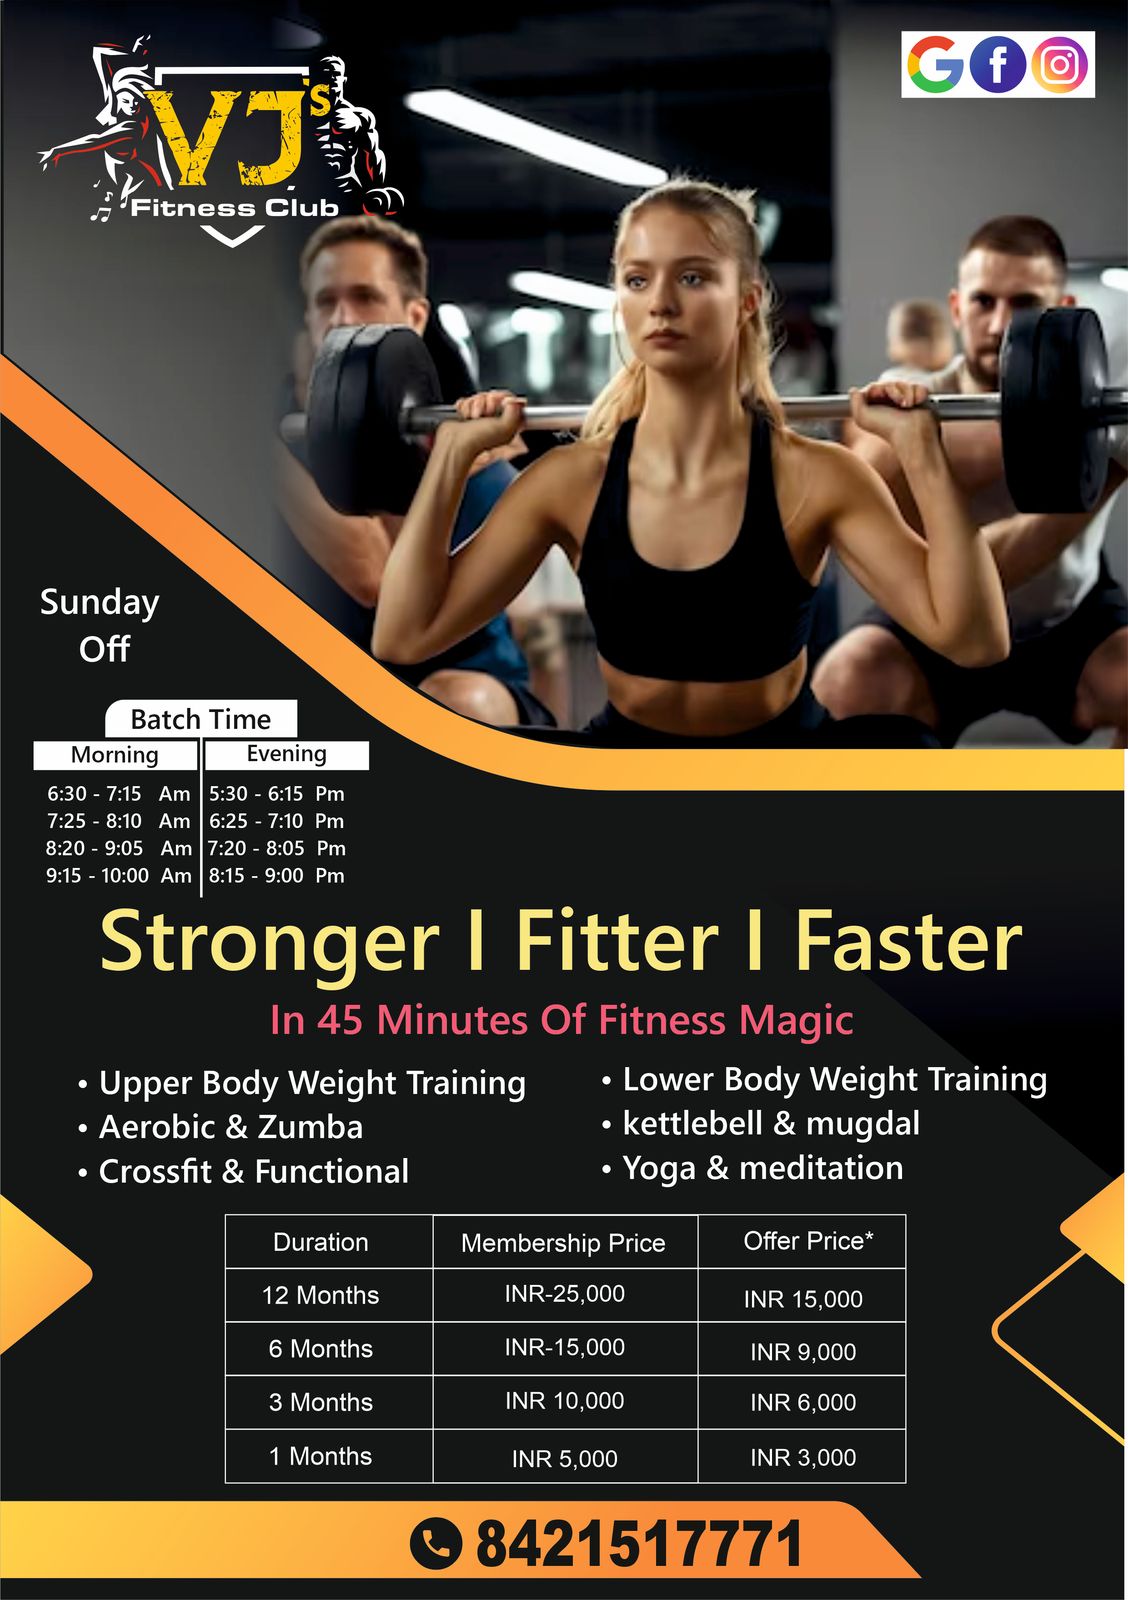 VJ's
Fitness Club
Sunday
Off
Batch Time
Morning Evening
6:30 - 7:15 Am 5:30 - 6:15 Pm
7:25 - 8:10 Am 6:25 - 7:10 Pm
8:20 - 9:05 Am 7:20 - 8:05 Pm
9:15 - 10:00 Am 8:15 - 9:00 Pm
Stronger I Fitter I Faster
In 45 Minutes Of Fitness Magic
• Upper Body Weight Training
• Aerobic & Zumba
• Crossfit & Functional
• Lower Body Weight Training
• kettlebell & mugdal
• Yoga & meditation
Duration Membership Price Offer Price*
12 Months INR-25,000 INR 15,000
6 Months INR-15,000 INR 9,000
3 Months INR 10,000 INR 6,000
1 Months INR 5,000 INR 3,000
8421517771